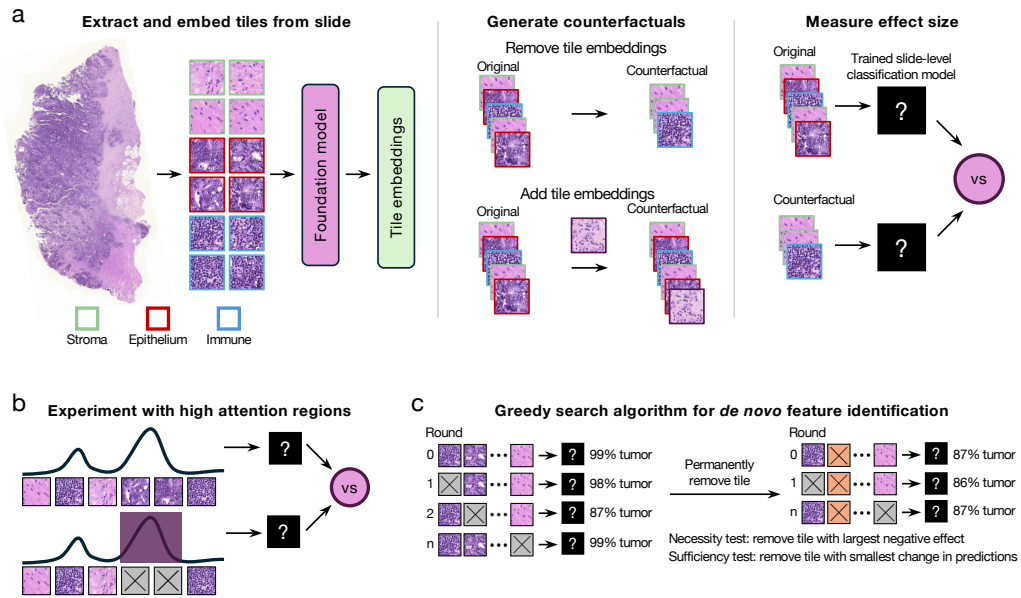 a
Extract and embed tiles from slide
Foundation model
Tile embeddings
Stroma
Epithelium
Immune
Generate counterfactuals
Remove tile embeddings
Original
Counterfactual
Add tile embeddings
Original
Counterfactual
Measure effect size
Original
Trained slide-level
classification model
?
vs
Counterfactual
?
b
Experiment with high attention regions
?
vs
?
c
Greedy search algorithm for de novo feature identification
Round
0 ••• ? 99% tumor
1 ••• ? 98% tumor
2 ••• ? 87% tumor
n ••• ? 99% tumor
Permanently
remove tile
Round
0 ••• ? 87% tumor
1 ••• ? 86% tumor
n ••• ? 87% tumor
Necessity test: remove tile with largest negative effect
Sufficiency test: remove tile with smallest change in predictions